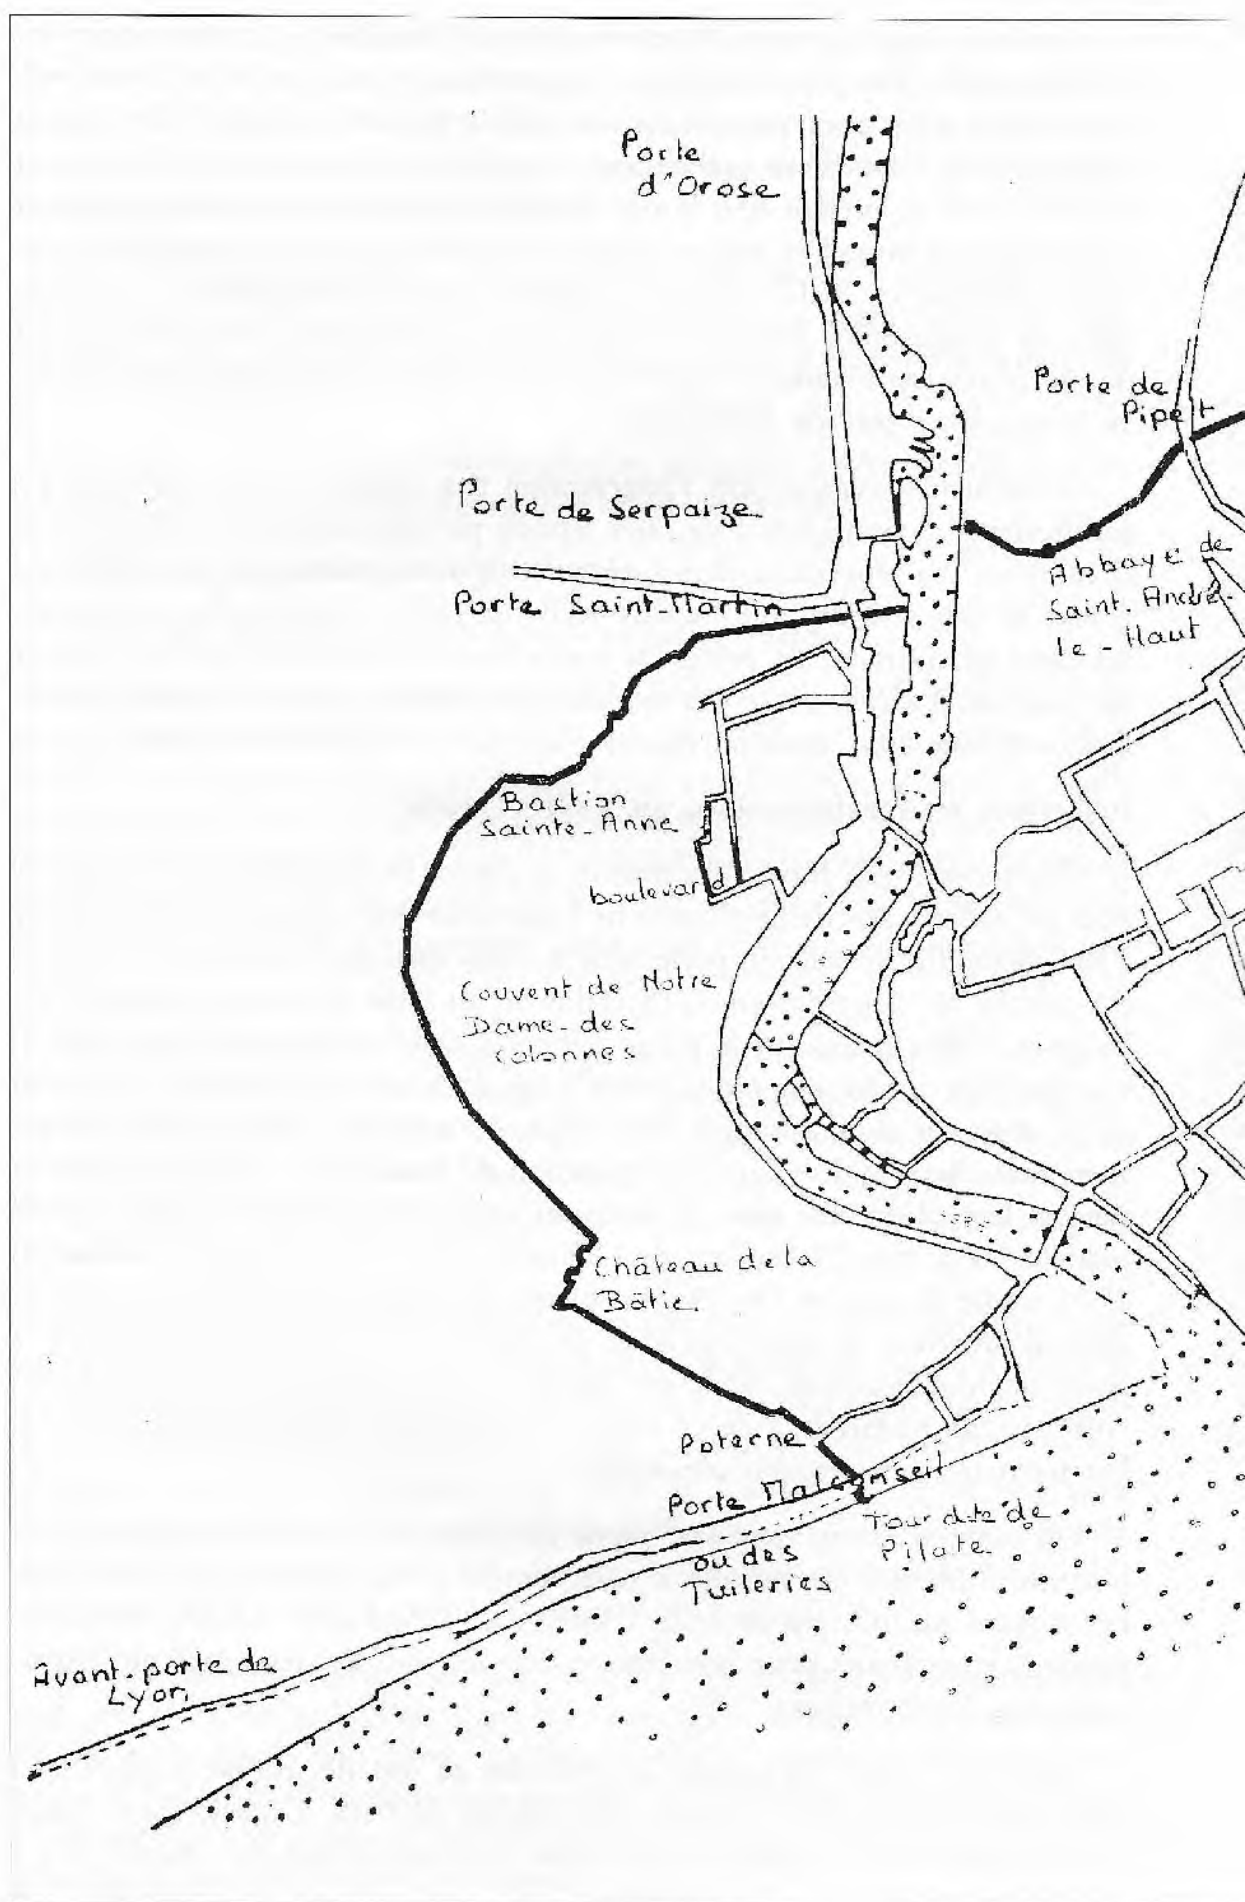 Porte
d'Orose
Porte de
Pipet
Porte de Serpaize
Abbaye de
Saint-André-
le-Haut
Porte Saint-Martin
Bastion
Sainte-Anne
boulevard
Couvent de Notre
Dame-des
Colonnes
Château de la
Bâtie
Poterne
Porte Malconseil
Tour dite de
Pilate
ou des
Tuileries
Avant-porte de
Lyon